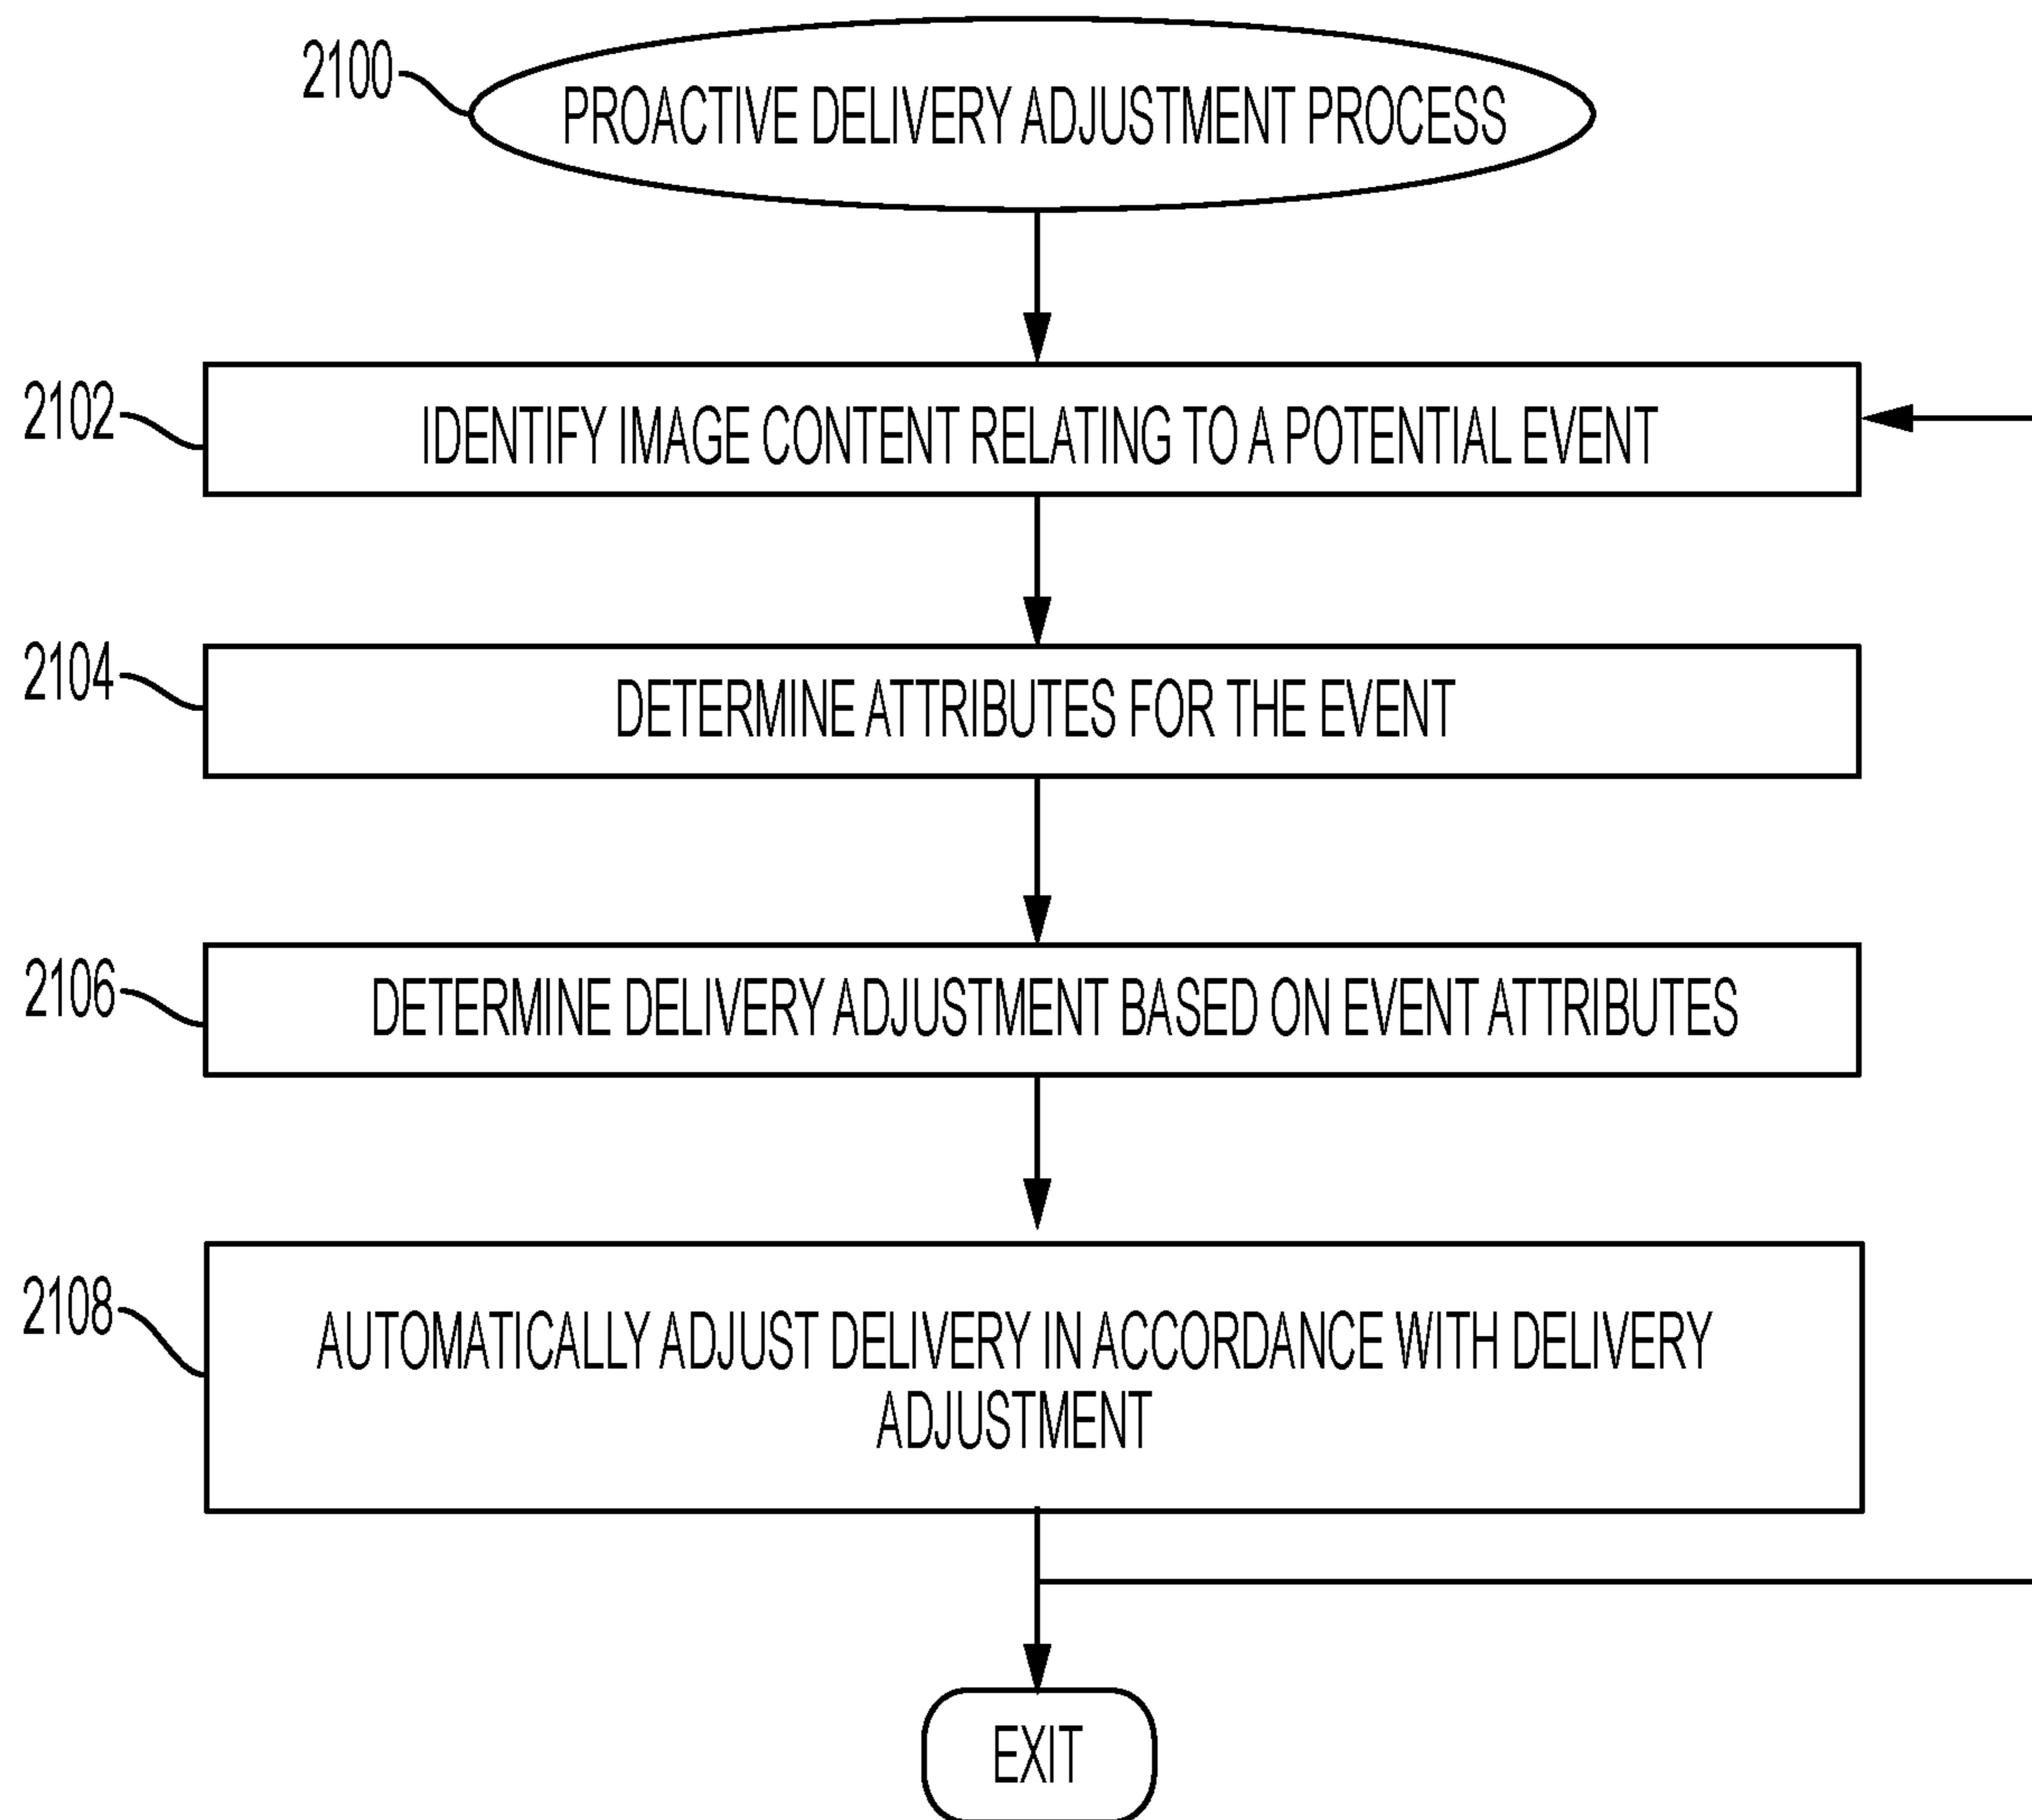 2100
PROACTIVE DELIVERY ADJUSTMENT PROCESS
2102
IDENTIFY IMAGE CONTENT RELATING TO A POTENTIAL EVENT
2104
DETERMINE ATTRIBUTES FOR THE EVENT
2106
DETERMINE DELIVERY ADJUSTMENT BASED ON EVENT ATTRIBUTES
2108
AUTOMATICALLY ADJUST DELIVERY IN ACCORDANCE WITH DELIVERY
ADJUSTMENT
EXIT